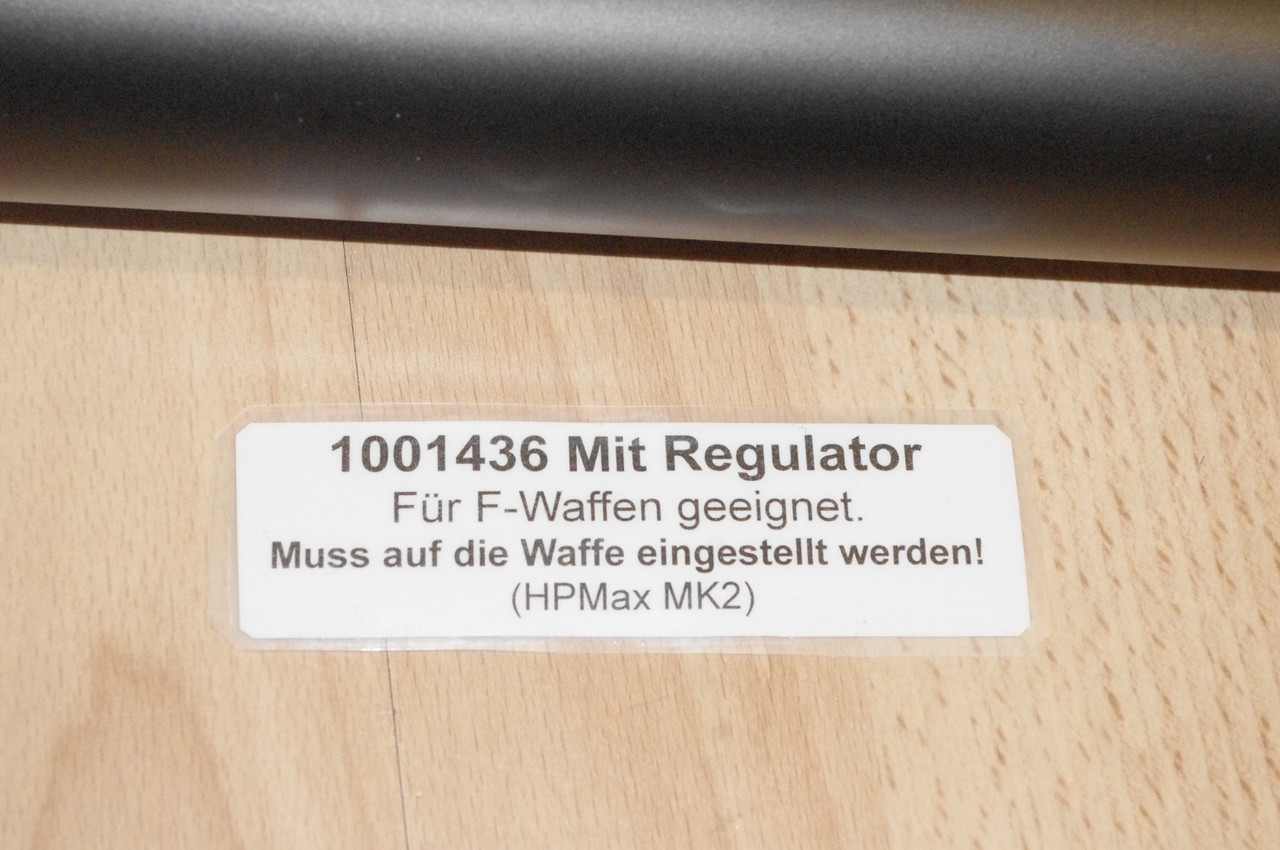 1001436 Mit Regulator
Für F-Waffen geeignet.
Muss auf die Waffe eingestellt werden!
(HPMax MK2)